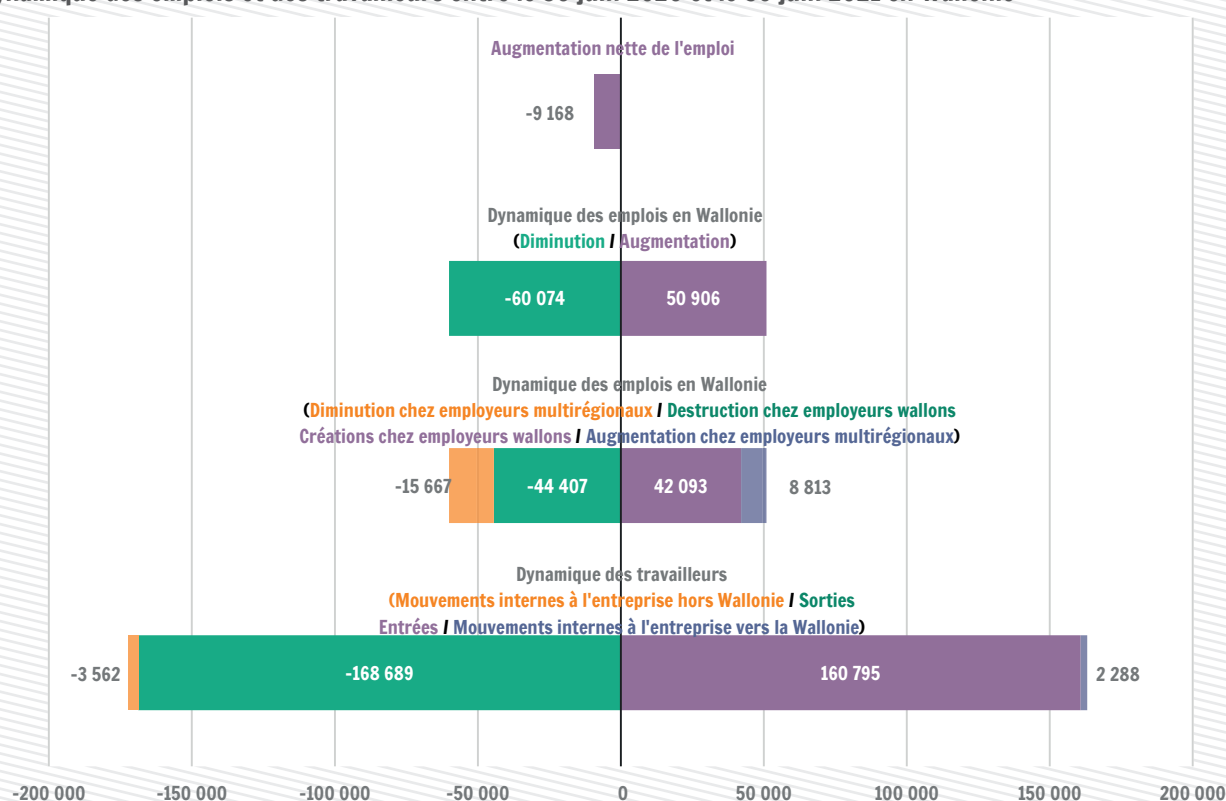 Augmentation nette de l'emploi
-9 168
Dynamique des emplois en Wallonie
(Diminution / Augmentation)
-60 074
50 906
Dynamique des emplois en Wallonie
(Diminution chez employeurs multirégionaux / Destruction chez employeurs wallons
Créations chez employeurs wallons / Augmentation chez employeurs multirégionaux)
-15 667
-44 407
42 093
8 813
Dynamique des travailleurs
(Mouvements internes à l'entreprise hors Wallonie / Sorties
Entrées / Mouvements internes à l'entreprise vers la Wallonie)
-3 562
-168 689
160 795
2 288
-200 000
-150 000
-100 000
-50 000
0
50 000
100 000
150 000
200 000